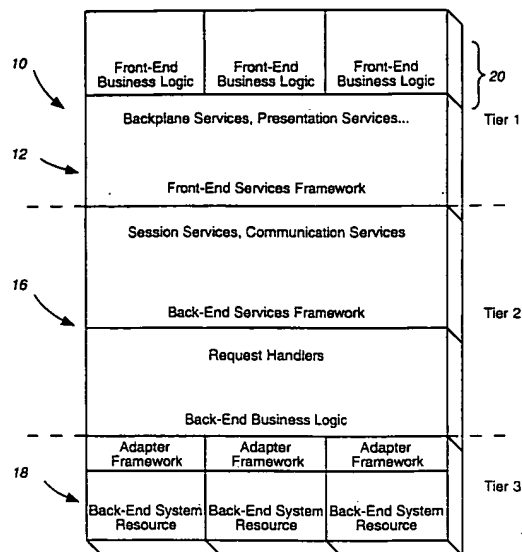 Front-End Business Logic
Front-End Business Logic
Front-End Business Logic
20
10
Backplane Services, Presentation Services...
Tier 1
12
Front-End Services Framework
Session Services, Communication Services
16
Back-End Services Framework
Tier 2
Request Handlers
Back-End Business Logic
Adapter Framework
Adapter Framework
Adapter Framework
18
Tier 3
Back-End System Resource
Back-End System Resource
Back-End System Resource